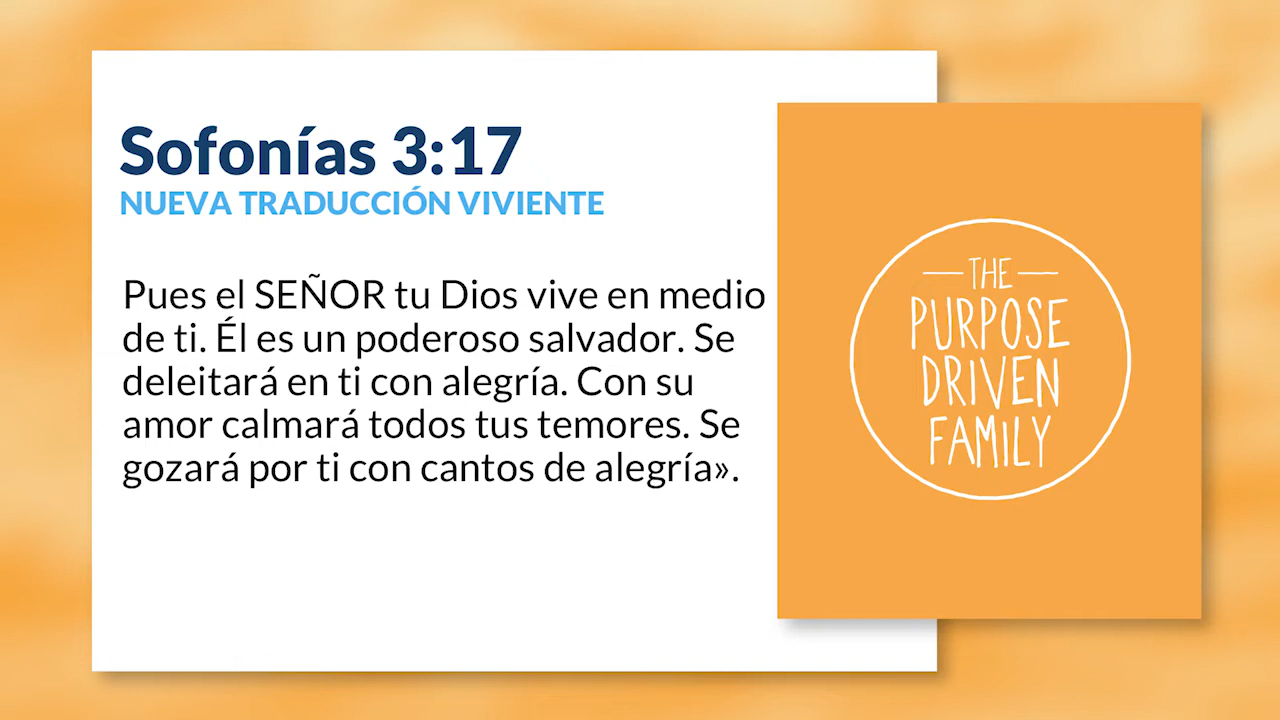 Sofonías 3:17
NUEVA TRADUCCIÓN VIVIENTE
Pues el SEÑOR tu Dios vive en medio
de ti. Él es un poderoso salvador. Se
deleitará en ti con alegría. Con su
amor calmará todos tus temores. Se
gozará por ti con cantos de alegría».
THE
PURPOSE
DRIVEN
FAMILY